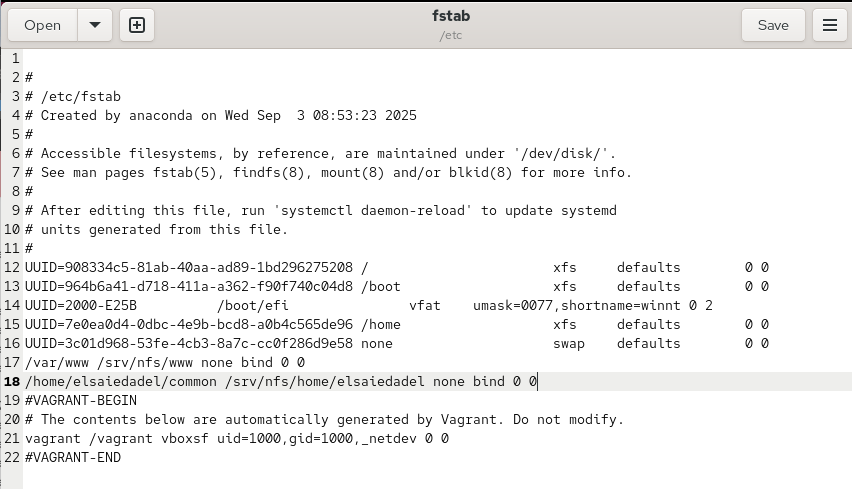 Open
fstab
/etc
Save
1
2 #
3 # /etc/fstab
4 # Created by anaconda on Wed Sep  3 08:53:23 2025
5 #
6 # Accessible filesystems, by reference, are maintained under '/dev/disk/'.
7 # See man pages fstab(5), findfs(8), mount(8) and/or blkid(8) for more info.
8 #
9 # After editing this file, run 'systemctl daemon-reload' to update systemd
10 # units generated from this file.
11 #
12 UUID=908334c5-81ab-40aa-ad89-1bd296275208 /                       xfs     defaults        0 0
13 UUID=964b6a41-d718-411a-a362-f90f740c04d8 /boot                   xfs     defaults        0 0
14 UUID=2000-E25B          /boot/efi               vfat    umask=0077,shortname=winnt 0 2
15 UUID=7e0ea0d4-0dbc-4e9b-bcd8-a0b4c565de96 /home                   xfs     defaults        0 0
16 UUID=3c01d968-53fe-4cb3-8a7c-cc0f286d9e58 none                    swap    defaults        0 0
17 /var/www /srv/nfs/www none bind 0 0
18 /home/elsaiedadel/common /srv/nfs/home/elsaiedadel none bind 0 0
19 #VAGRANT-BEGIN
20 # The contents below are automatically generated by Vagrant. Do not modify.
21 vagrant /vagrant vboxsf uid=1000,gid=1000,_netdev 0 0
22 #VAGRANT-END